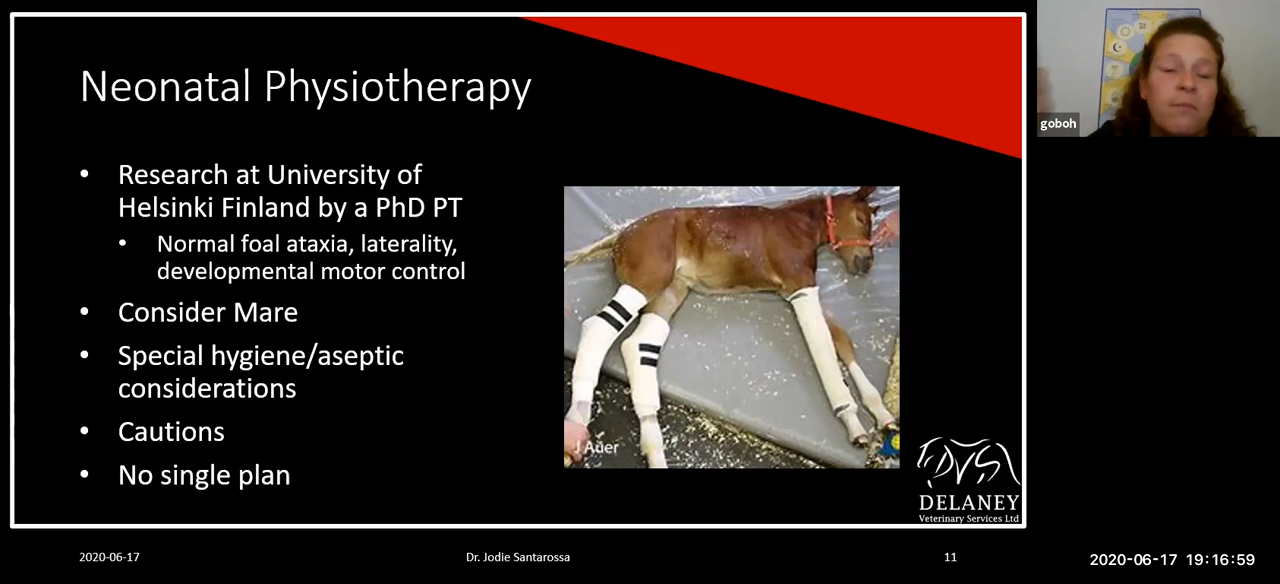 Neonatal Physiotherapy
• Research at University of
Helsinki Finland by a PhD PT
• Normal foal ataxia, laterality,
developmental motor control
• Consider Mare
• Special hygiene/aseptic
considerations
• Cautions
• No single plan
J Auer
DELANEY
Veterinary Services Ltd
2020-06-17
Dr. Jodie Santarossa
11
goboh
2020-06-17 19:16:59